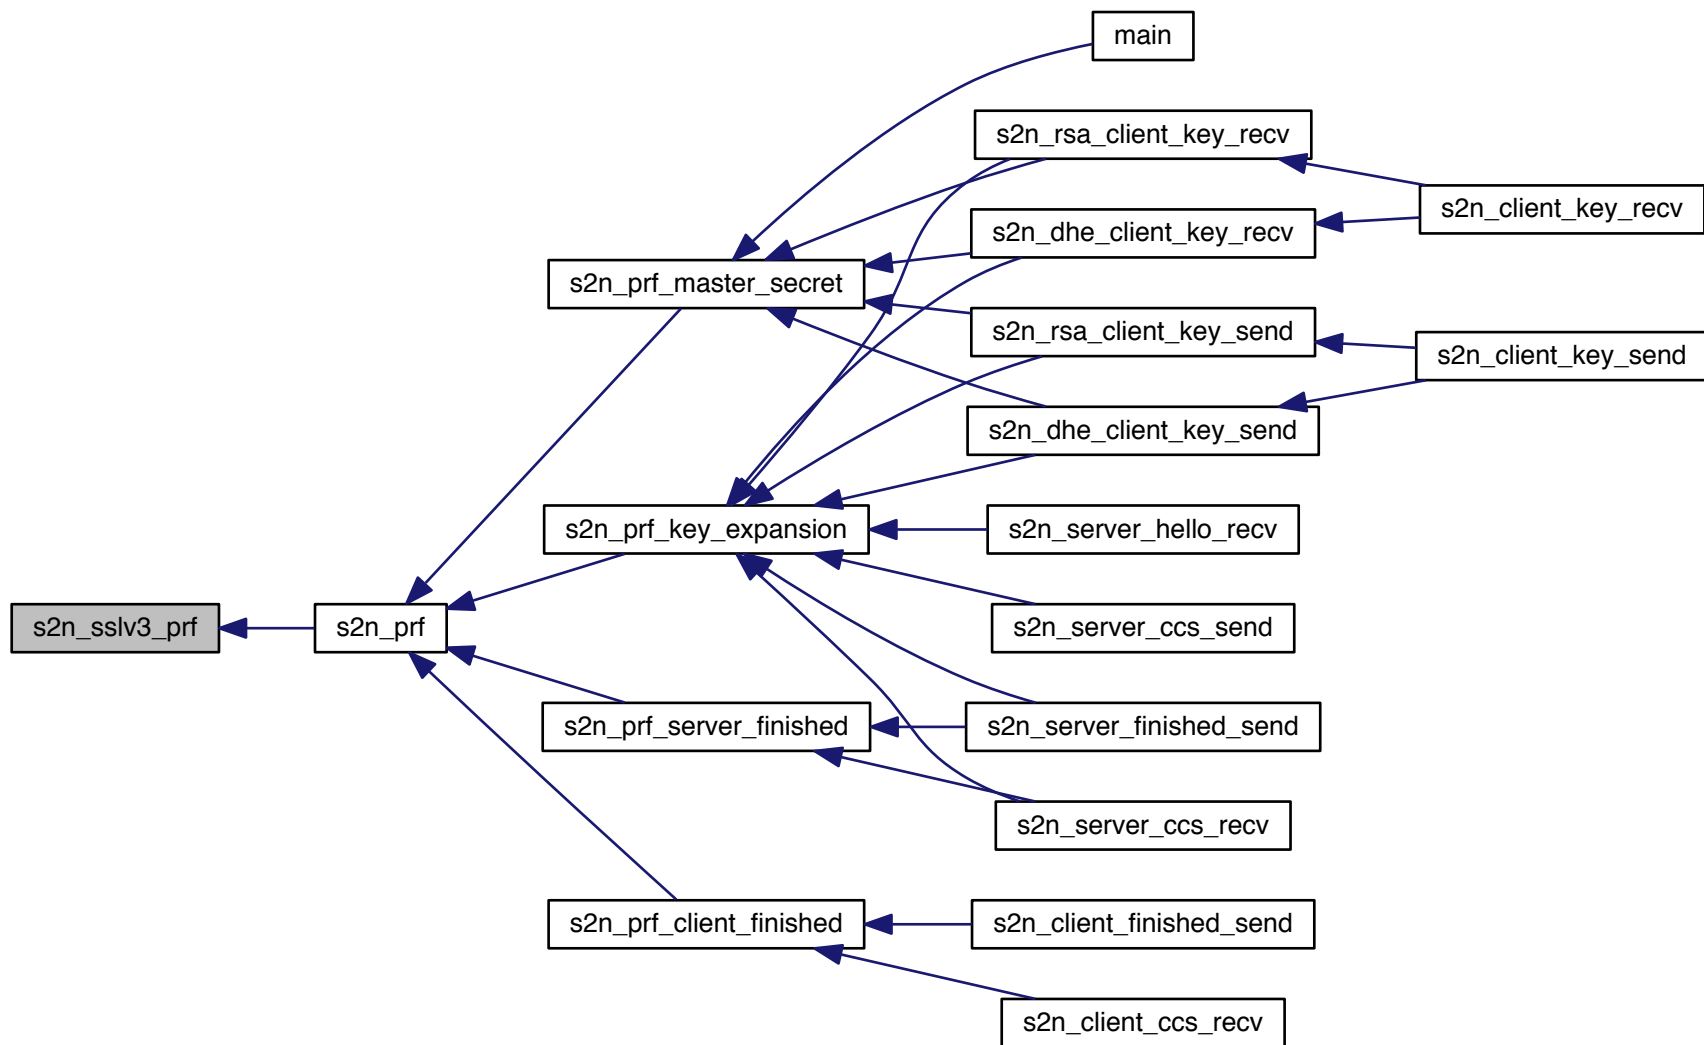 main
s2n_rsa_client_key_recv
s2n_client_key_recv
s2n_dhe_client_key_recv
s2n_prf_master_secret
s2n_rsa_client_key_send
s2n_client_key_send
s2n_dhe_client_key_send
s2n_prf_key_expansion
s2n_server_hello_recv
s2n_sslv3_prf
s2n_prf
s2n_server_ccs_send
s2n_prf_server_finished
s2n_server_finished_send
s2n_server_ccs_recv
s2n_prf_client_finished
s2n_client_finished_send
s2n_client_ccs_recv